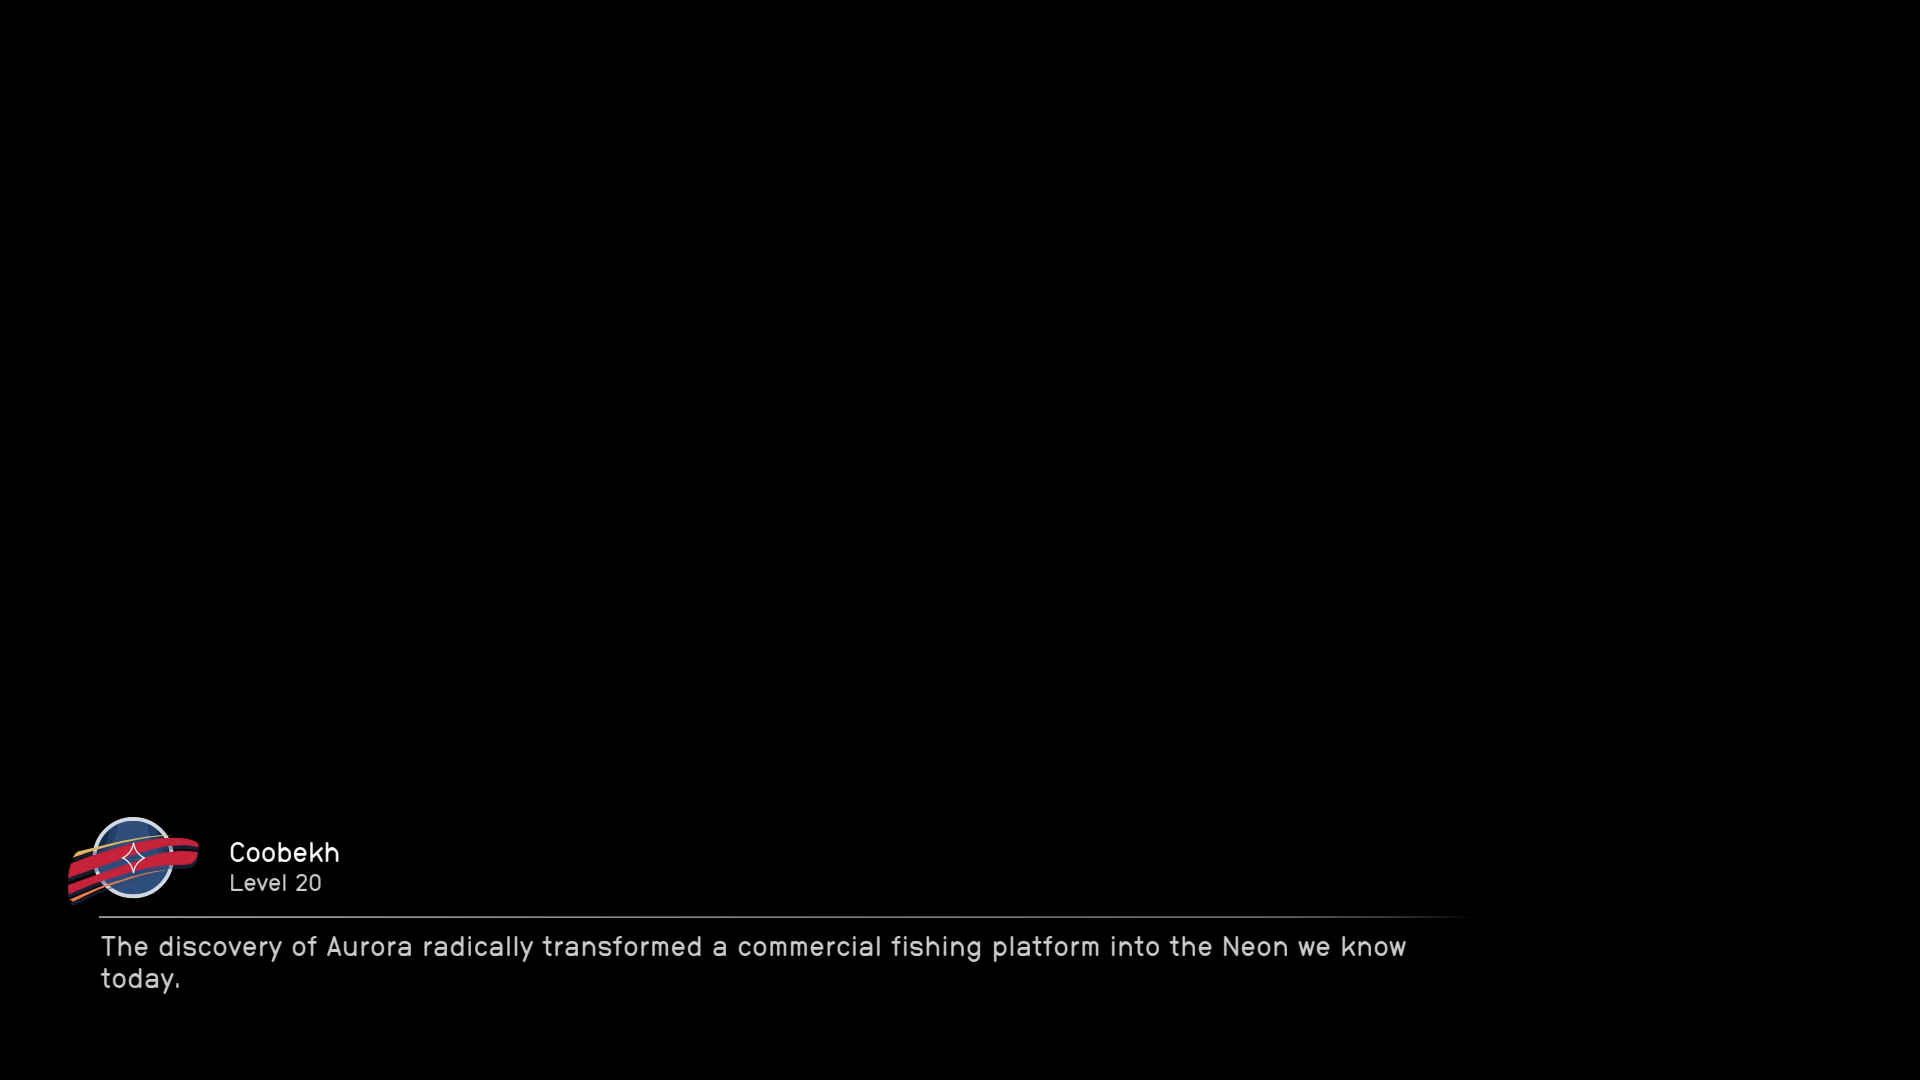 Coobekh
Level 20
The discovery of Aurora radically transformed a commercial fishing platform into the Neon we know
today.